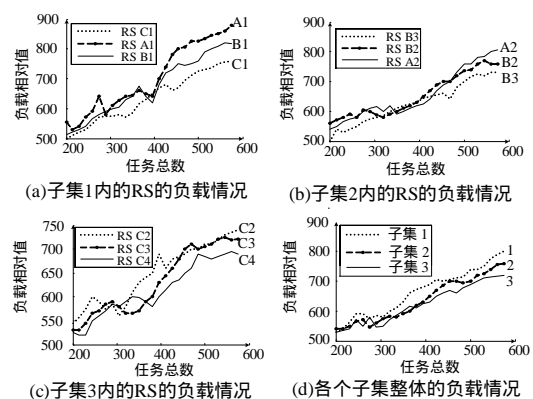 900
800
700
600
500
负载相对值
RS C1
RS A1
RS B1
A1
B1
C1
200 300 400 500 600
任务总数
(a)子集1内的RS的负载情况
900
800
700
600
500
负载相对值
RS B3
RS B2
RS A2
A2
B2
B3
200 300 400 500 600
任务总数
(b)子集2内的RS的负载情况
750
700
650
600
550
500
负载相对值
RS C2
RS C3
RS C4
C2
C3
C4
200 300 400 500 600
任务总数
(c)子集3内的RS的负载情况
900
800
700
600
500
负载相对值
子集 1
子集 2
子集 3
1
2
3
200 300 400 500 600
任务总数
(d)各个子集整体的负载情况